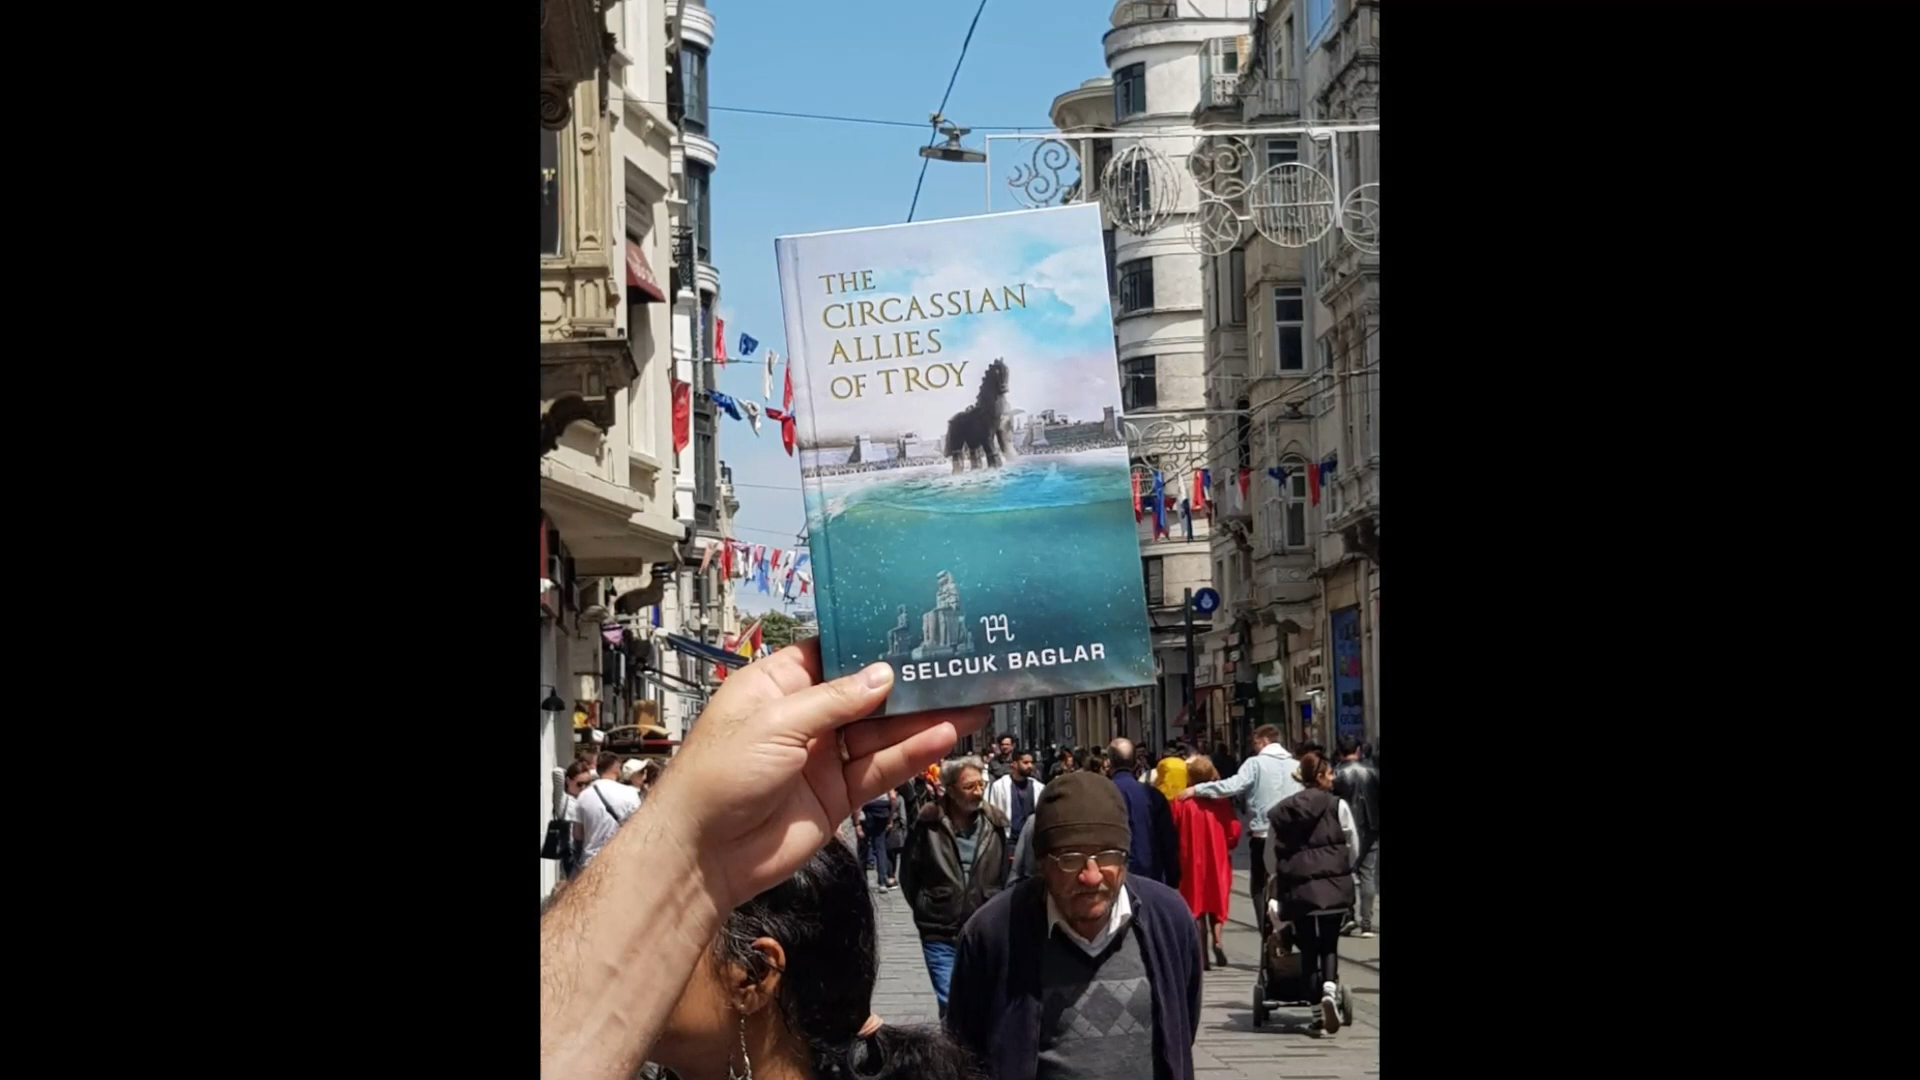 THE
CIRCASSIAN
ALLIES
OF TROY
SELCUK BAGLAR